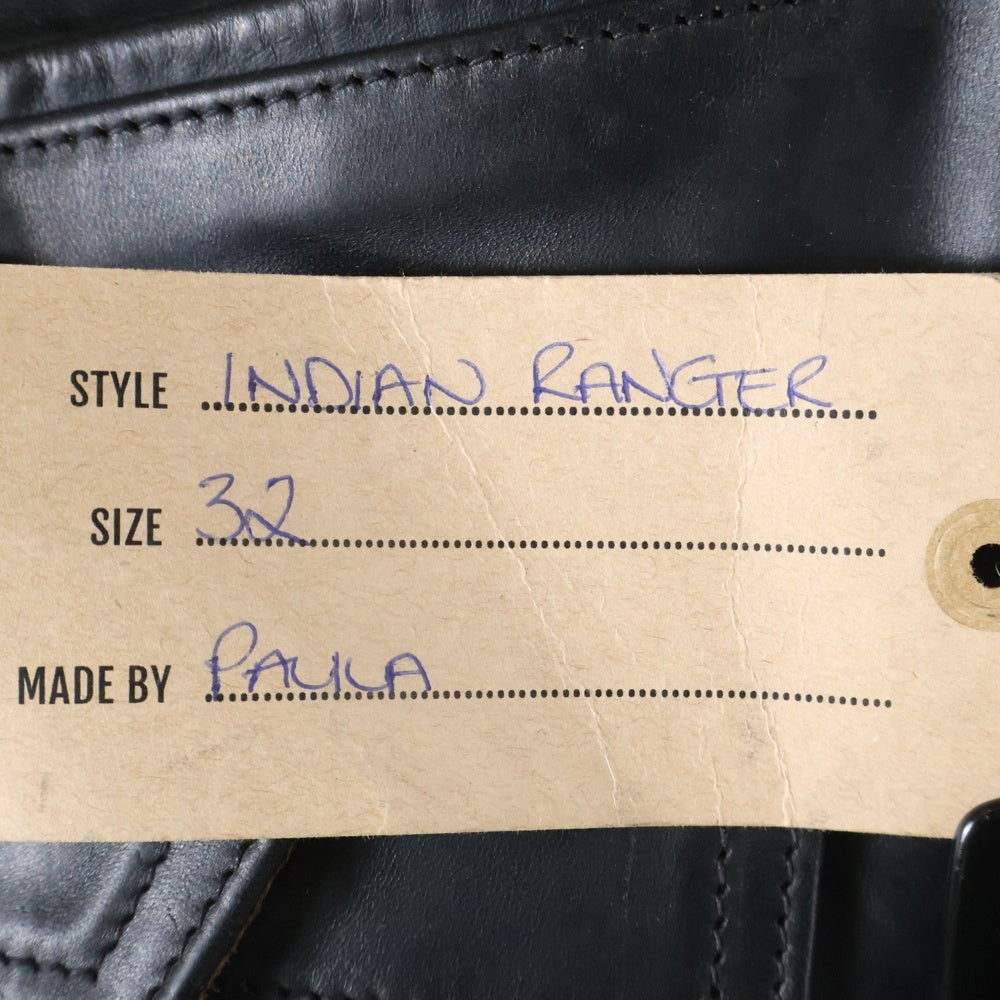 STYLE INDIAN RANGER
SIZE 32
MADE BY PAULA